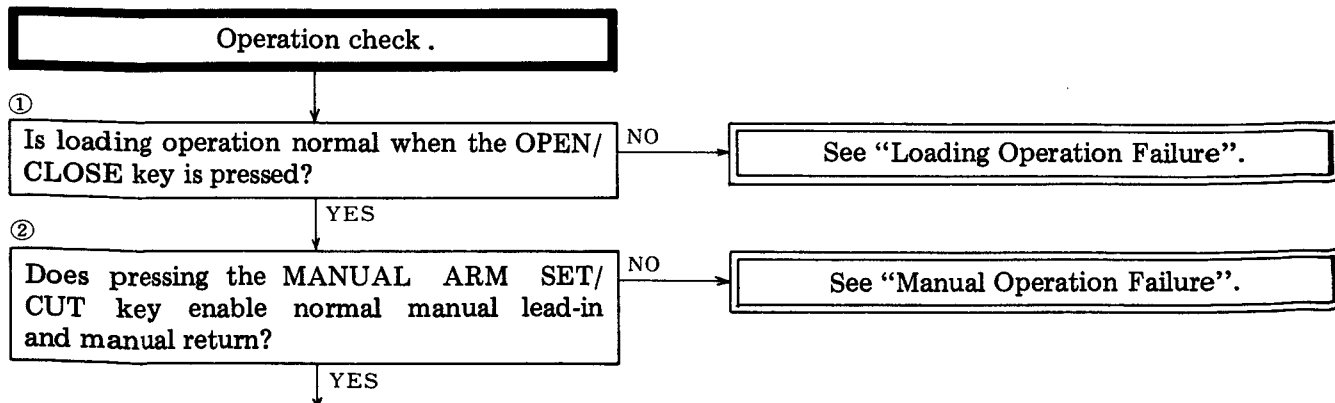 Operation check .
①
Is loading operation normal when the OPEN/
CLOSE key is pressed?
NO
See “Loading Operation Failure”.
YES
②
Does pressing the MANUAL ARM SET/
CUT key enable normal manual lead-in
and manual return?
NO
See “Manual Operation Failure”.
YES